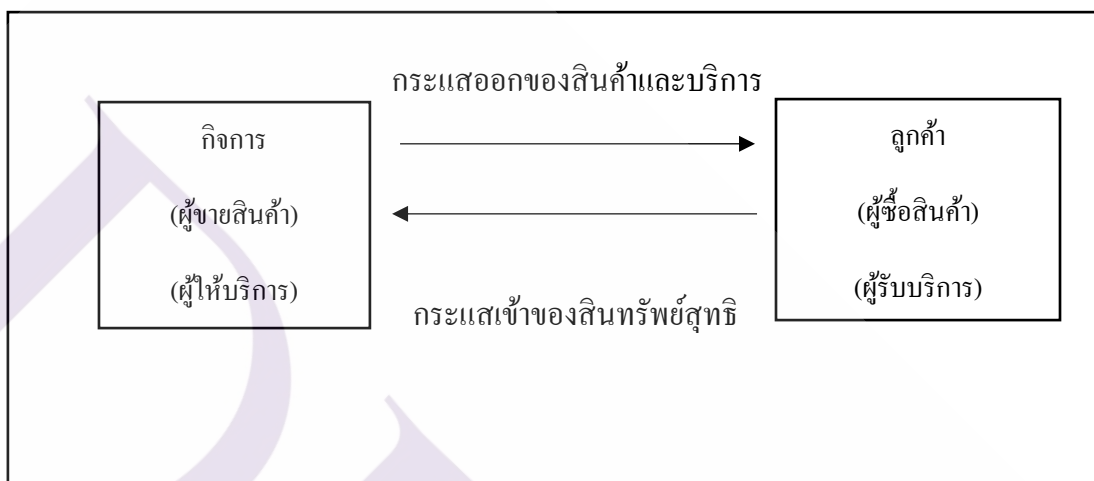 กระแสออกของสินค้าและบริการ
กิจการ
(ผู้ขายสินค้า)
(ผู้ให้บริการ)
ลูกค้า
(ผู้ซื้อสินค้า)
(ผู้รับบริการ)
กระแสเข้าของสินทรัพย์สุทธิ